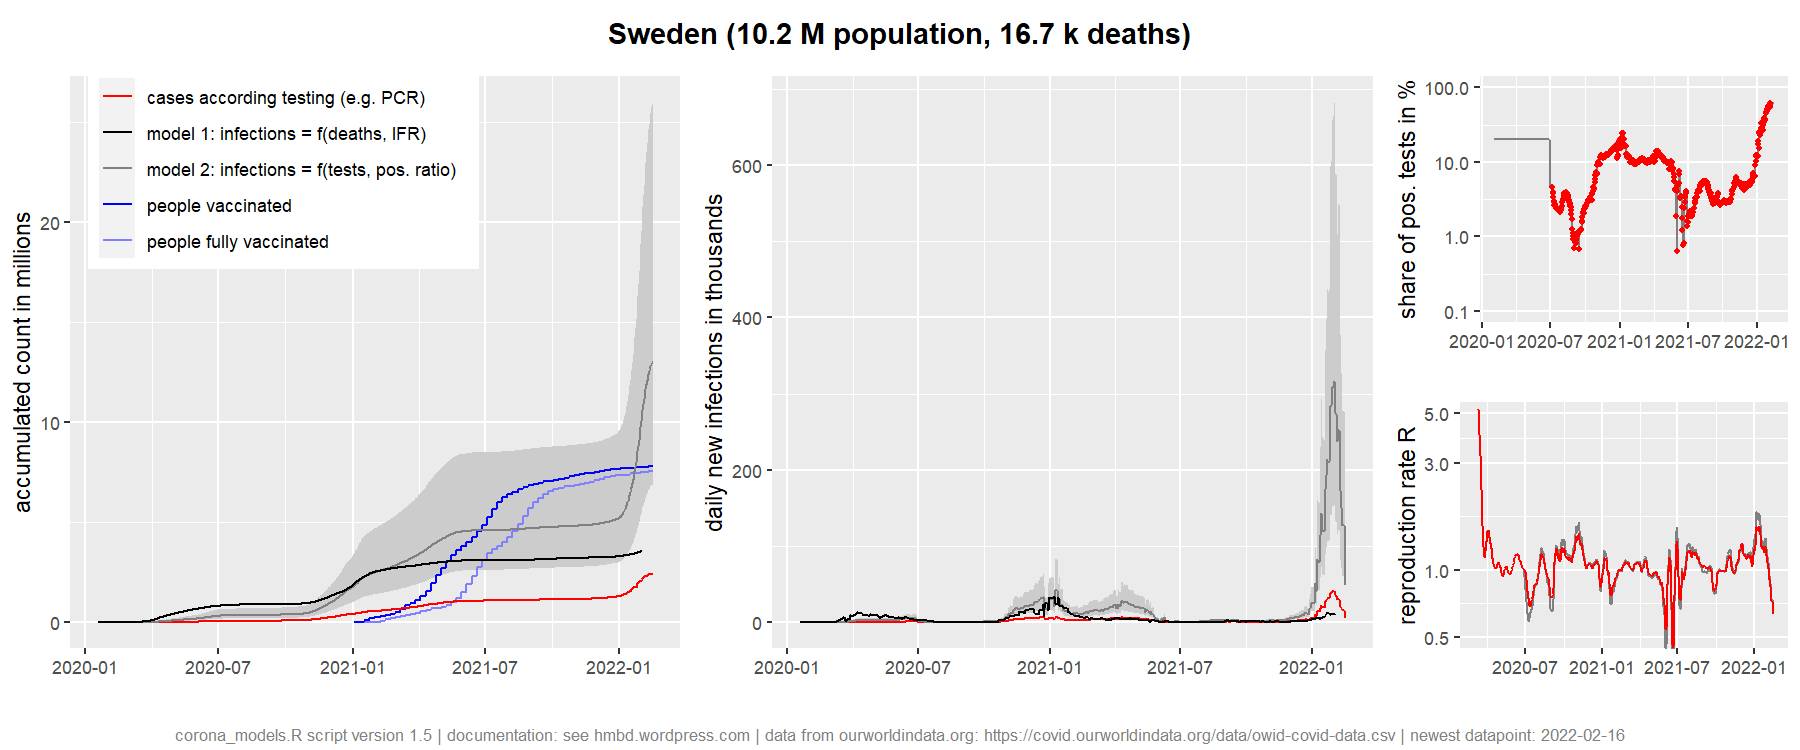 Sweden (10.2 M population, 16.7 k deaths)
cases according testing (e.g. PCR)
model 1: infections = f(deaths, IFR)
model 2: infections = f(tests, pos. ratio)
people vaccinated
people fully vaccinated
accumulated count in millions
20
10
0
2020-01 2020-07 2021-01 2021-07 2022-01
daily new infections in thousands
600
400
200
0
2020-01 2020-07 2021-01 2021-07 2022-01
share of pos. tests in %
100.0
10.0
1.0
0.1
2020-01 2020-07 2021-01 2021-07 2022-01
reproduction rate R
5.0
3.0
1.0
0.5
2020-07 2021-01 2021-07 2022-01
corona_models.R script version 1.5 | documentation: see hmbd.wordpress.com | data from ourworldindata.org: https://covid.ourworldindata.org/data/owid-covid-data.csv | newest datapoint: 2022-02-16